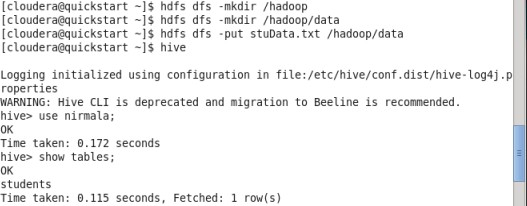 [cloudera@quickstart ~]$ hdfs dfs -mkdir /hadoop
[cloudera@quickstart ~]$ hdfs dfs -mkdir /hadoop/data
[cloudera@quickstart ~]$ hdfs dfs -put stuData.txt /hadoop/data
[cloudera@quickstart ~]$ hive
Logging initialized using configuration in file:/etc/hive/conf.dist/hive-log4j.p
roperties
WARNING: Hive CLI is deprecated and migration to Beeline is recommended.
hive> use nirmala;
OK
Time taken: 0.172 seconds
hive> show tables;
OK
students
Time taken: 0.115 seconds, Fetched: 1 row(s)